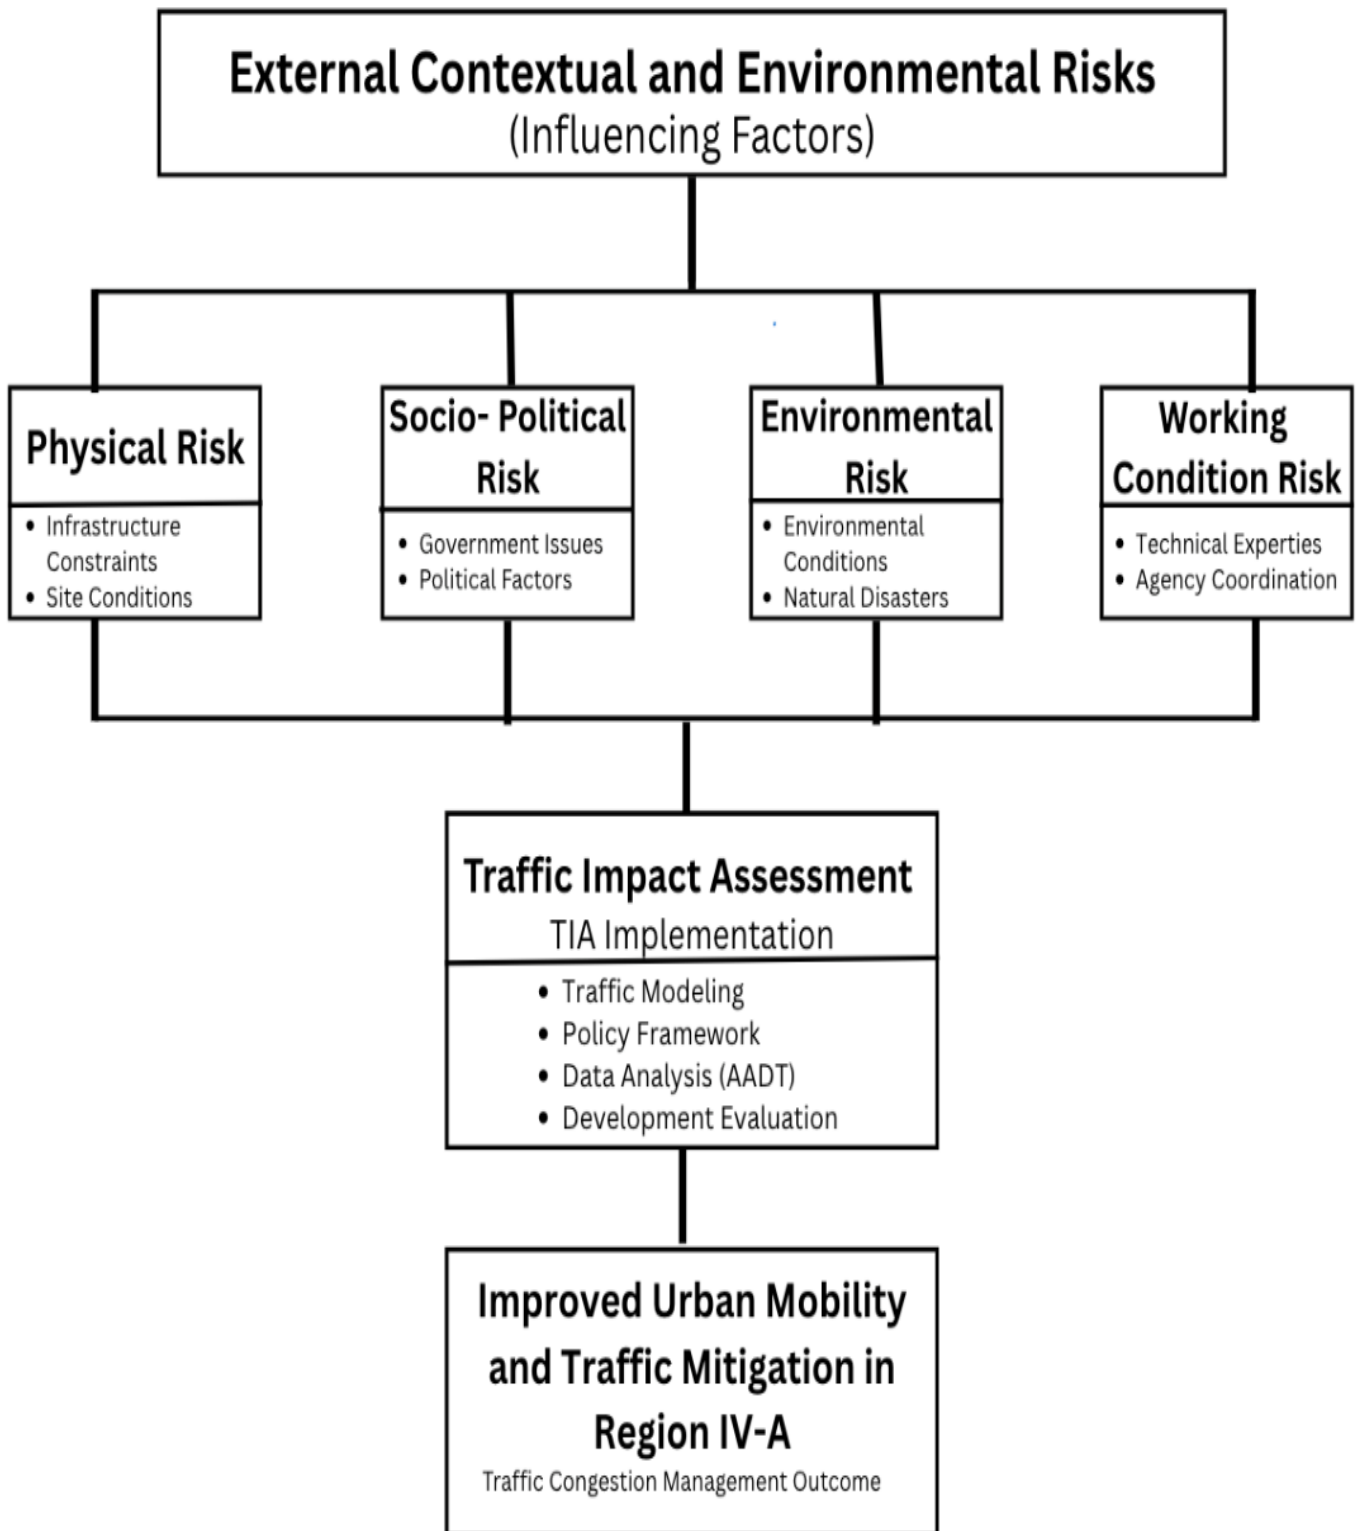 External Contextual and Environmental Risks
(Influencing Factors)
Physical Risk
• Infrastructure
Constraints
• Site Conditions
Socio- Political
Risk
• Government Issues
• Political Factors
Environmental
Risk
• Environmental
Conditions
• Natural Disasters
Working
Condition Risk
• Technical Experties
• Agency Coordination
Traffic Impact Assessment
TIA Implementation
• Traffic Modeling
• Policy Framework
• Data Analysis (AADT)
• Development Evaluation
Improved Urban Mobility
and Traffic Mitigation in
Region IV-A
Traffic Congestion Management Outcome